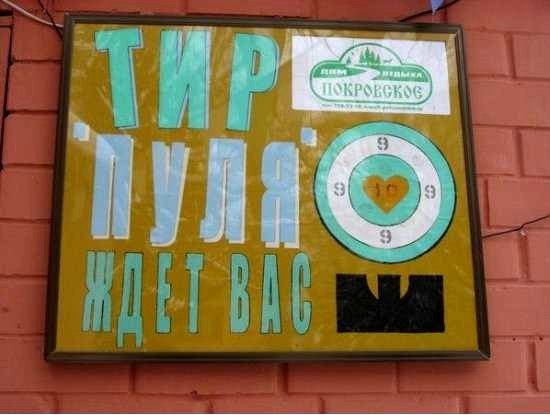 ТИР
"ПУЛЯ"
ЖДЕТ ВАС
ДОМ ОТДЫХА
ПОКРОВСКОЕ
9
9 10 9
9